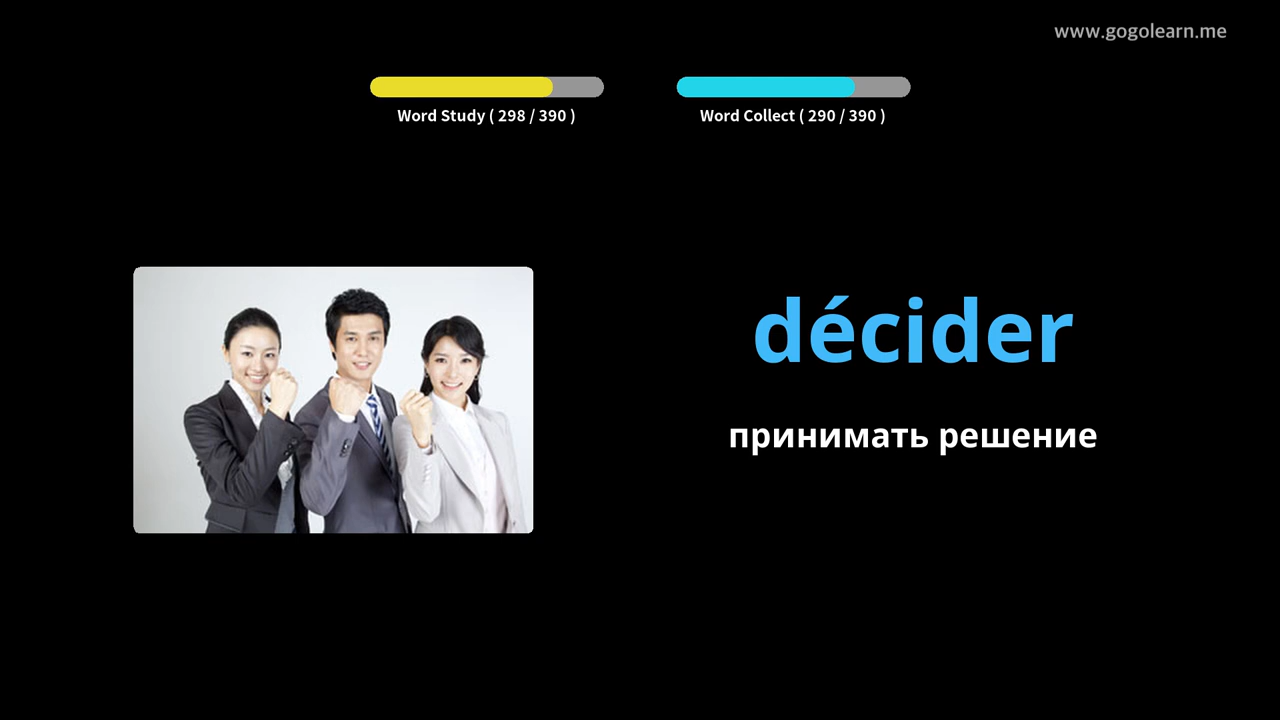 www.gogolearn.me
Word Study ( 298 / 390 )
Word Collect ( 290 / 390 )
décider
принимать решение